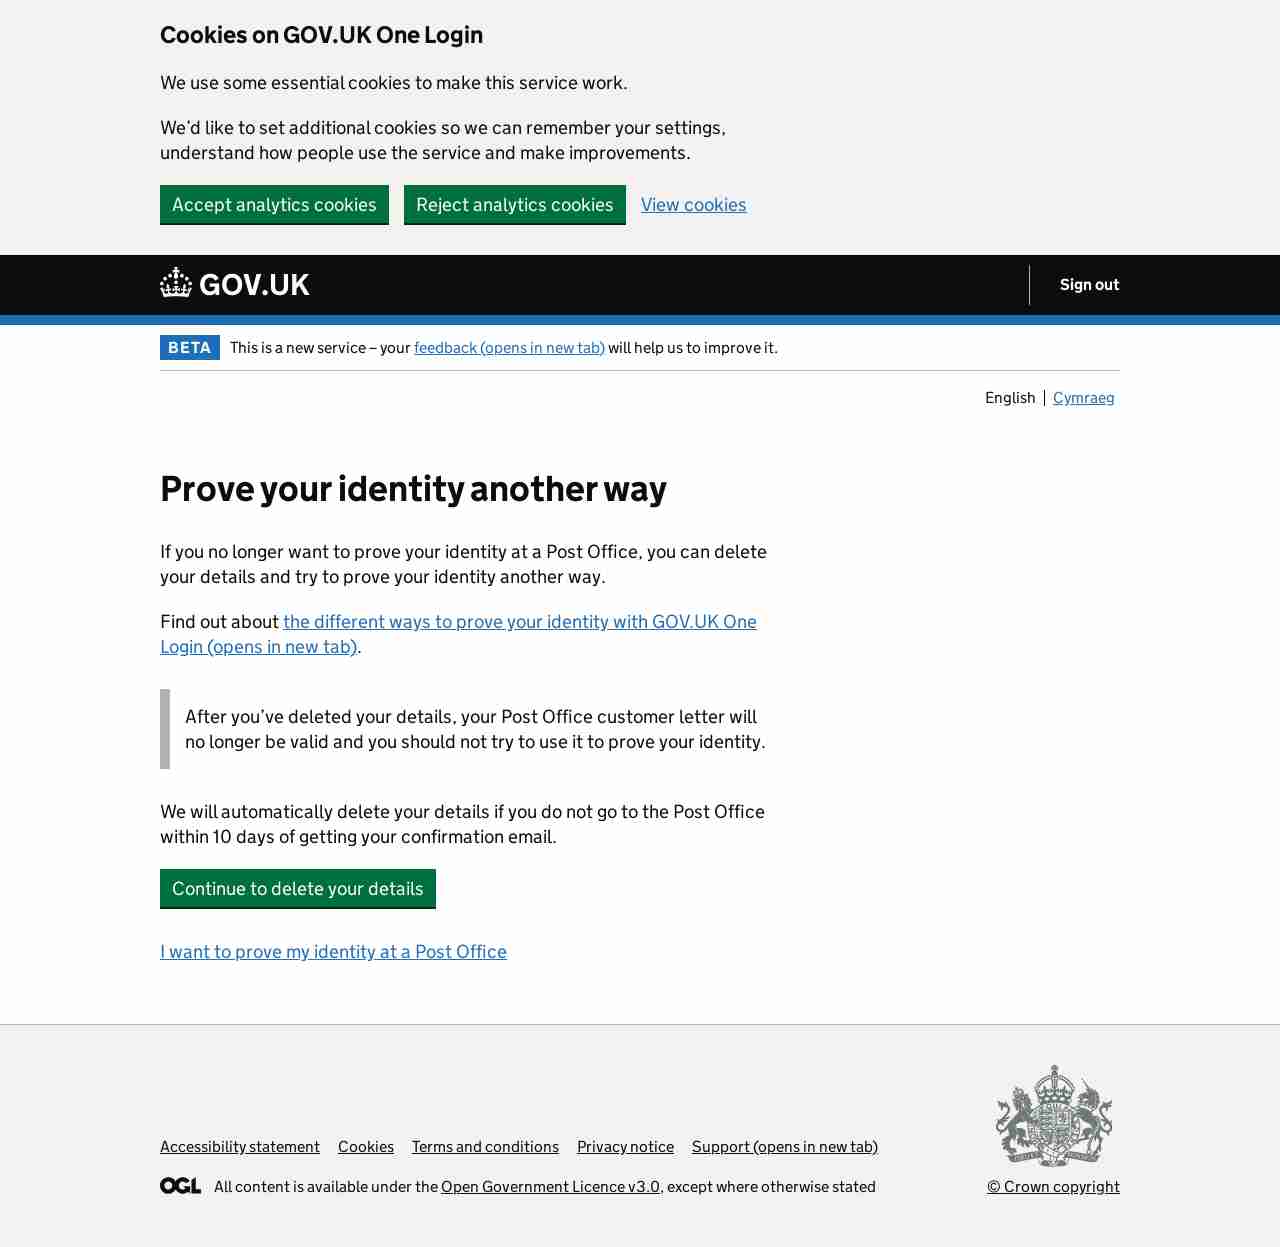 Cookies on GOV.UK One Login
We use some essential cookies to make this service work.
We’d like to set additional cookies so we can remember your settings,
understand how people use the service and make improvements.
Accept analytics cookies Reject analytics cookies View cookies
GOV.UK Sign out
BETA This is a new service – your feedback (opens in new tab) will help us to improve it.
English Cymraeg
Prove your identity another way
If you no longer want to prove your identity at a Post Office, you can delete
your details and try to prove your identity another way.
Find out about the different ways to prove your identity with GOV.UK One
Login (opens in new tab).
After you’ve deleted your details, your Post Office customer letter will
no longer be valid and you should not try to use it to prove your identity.
We will automatically delete your details if you do not go to the Post Office
within 10 days of getting your confirmation email.
Continue to delete your details
I want to prove my identity at a Post Office
Accessibility statement Cookies Terms and conditions Privacy notice Support (opens in new tab)
OGL All content is available under the Open Government Licence v3.0, except where otherwise stated
© Crown copyright